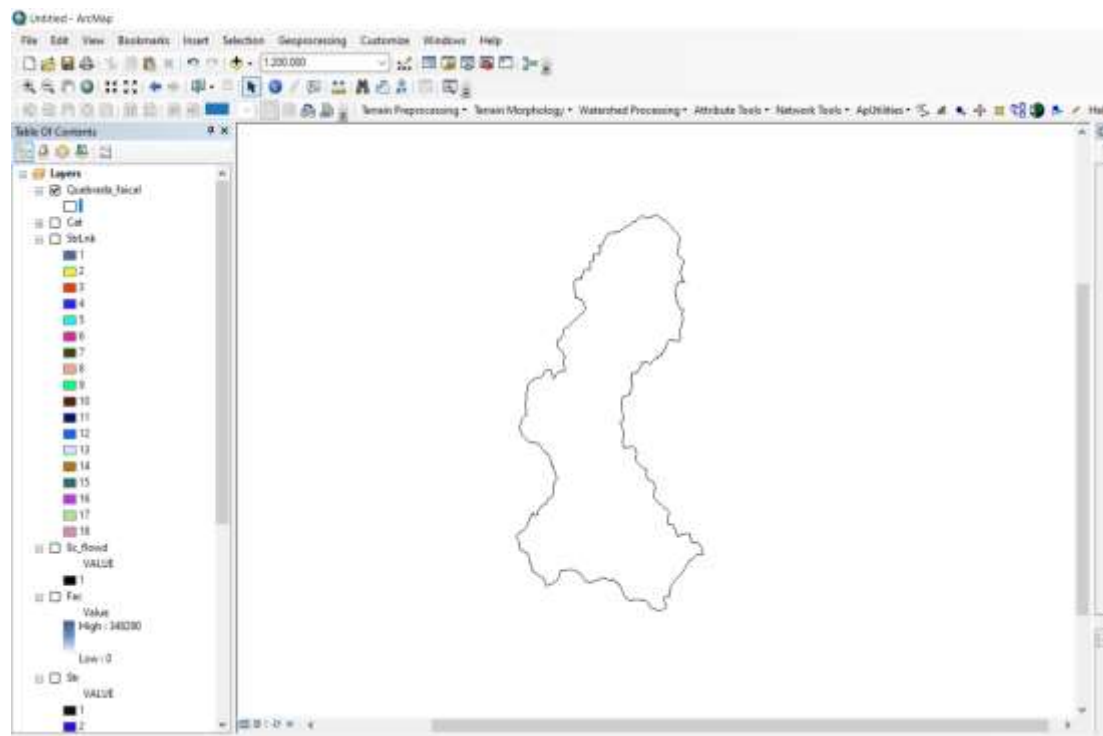 Untitled - ArcMap
File Edit View Bookmarks Insert Selection Geoprocessing Customize Windows Help
1:200.000
Terrain Preprocessing Terrain Morphology Watershed Processing Attribute Tools Network Tools ApUtilities
Table Of Contents
Layers
Quebrada_faical
Cat
StrLnk
1
2
3
4
5
6
7
8
9
10
11
12
13
14
15
16
17
18
VALUE
1
Fac
Value
High : 348280
Low : 0
Str
VALUE
1
2